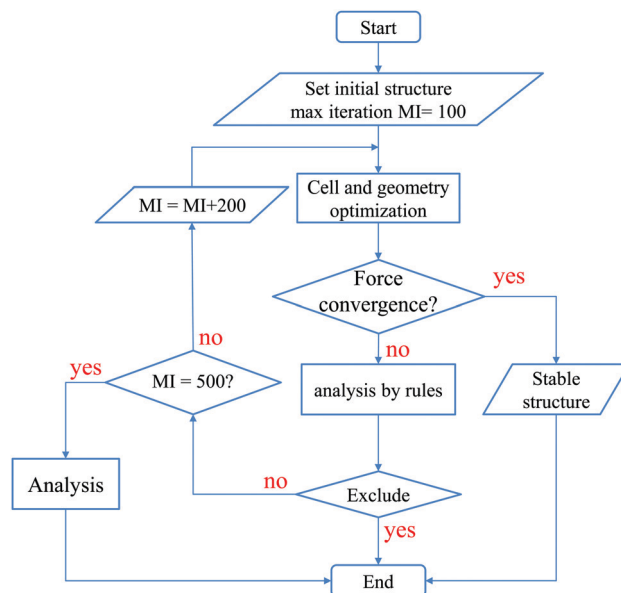 Start
Set initial structure
max iteration MI= 100
MI = MI+200
Cell and geometry
optimization
Force
convergence?
yes
no
no
yes
MI = 500?
analysis by rules
Stable
structure
Analysis
no
Exclude
yes
End